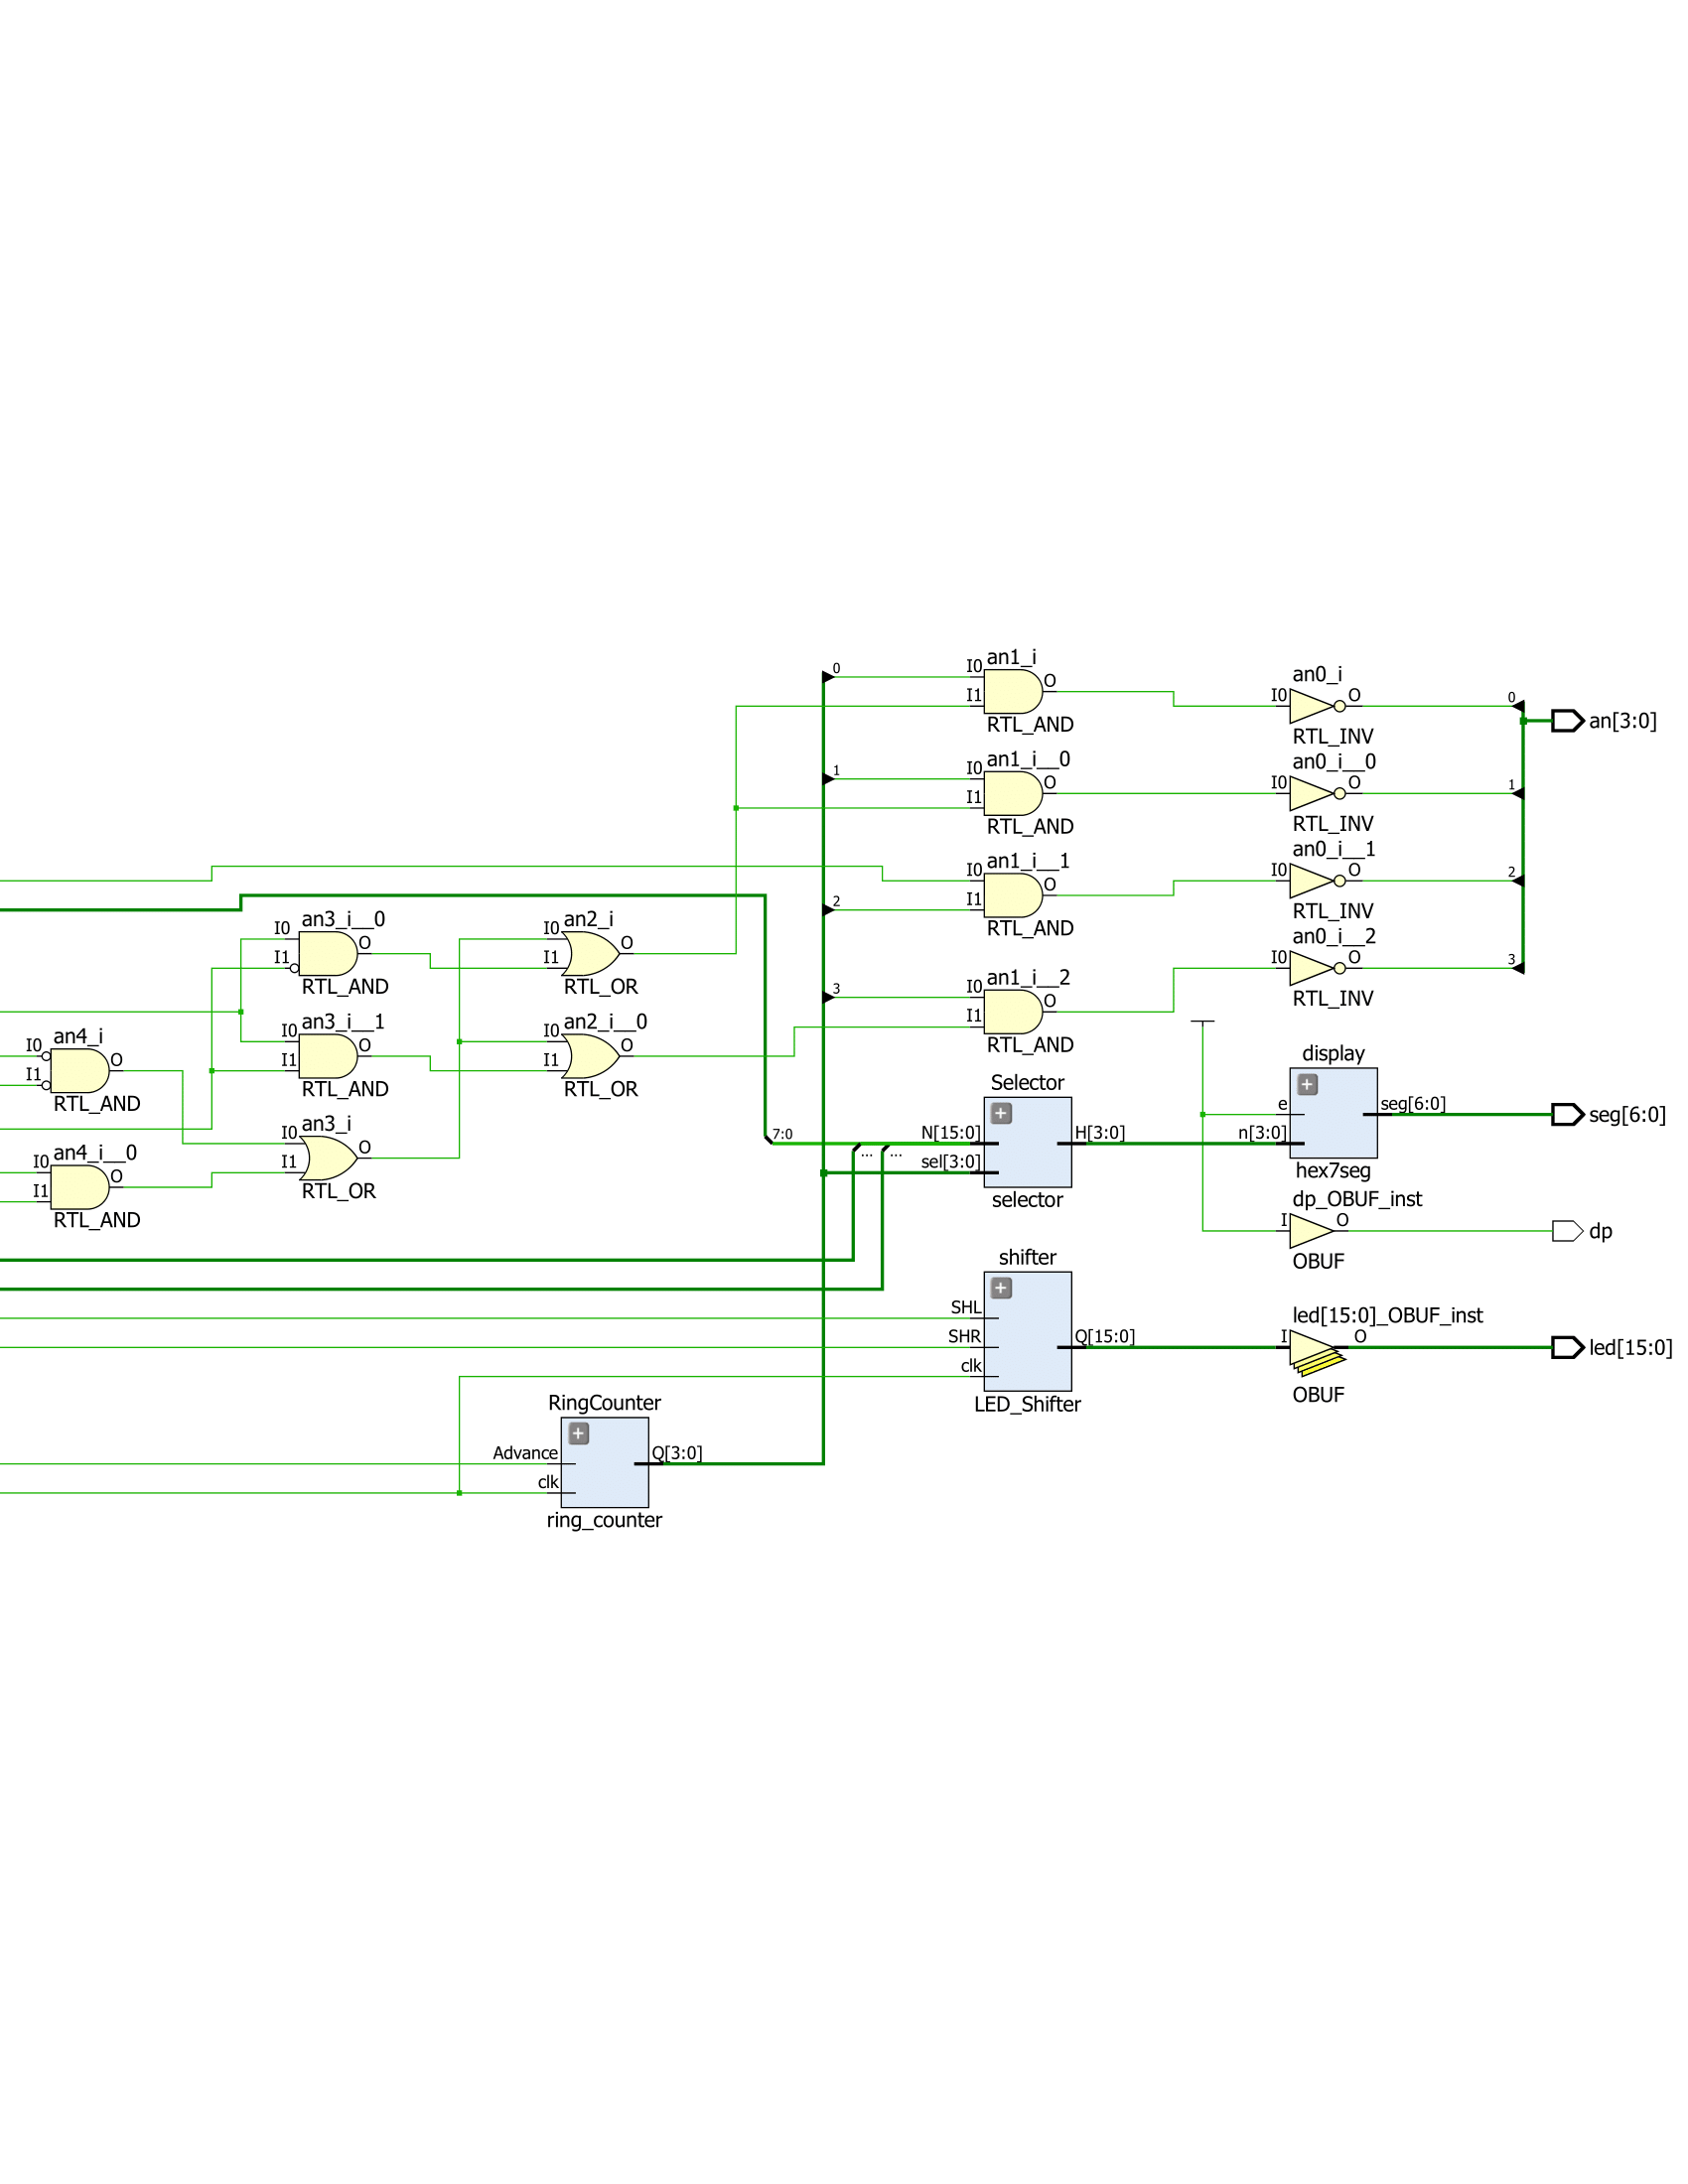 an1_i
0
I0
O
I1
RTL_AND
an0_i
I0
O
RTL_INV
0
an[3:0]
an1_i__0
1
I0
O
I1
RTL_AND
an0_i__0
I0
O
RTL_INV
1
an1_i__1
I0
O
2
I1
RTL_AND
an0_i__1
I0
O
RTL_INV
2
an3_i__0
I0
O
I1
RTL_AND
an2_i
I0
O
I1
RTL_OR
an1_i__2
3
I0
O
I1
RTL_AND
an0_i__2
I0
O
RTL_INV
3
an4_i
I0
O
I1
RTL_AND
an3_i__1
I0
O
I1
RTL_AND
an2_i__0
I0
O
I1
RTL_OR
Selector
7:0
N[15:0]
H[3:0]
... ...
sel[3:0]
selector
display
e
seg[6:0]
n[3:0]
hex7seg
seg[6:0]
an4_i__0
I0
O
I1
RTL_AND
an3_i
I0
O
I1
RTL_OR
dp_OBUF_inst
I
O
OBUF
dp
shifter
SHL
SHR
Q[15:0]
clk
LED_Shifter
led[15:0]_OBUF_inst
I
O
OBUF
led[15:0]
RingCounter
Advance
Q[3:0]
clk
ring_counter